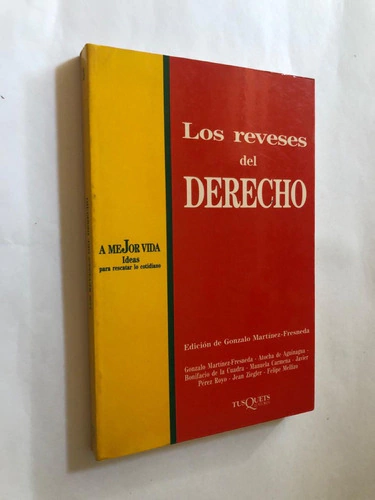 Los reveses
del
DERECHO
A MEJOR VIDA
Ideas
para rescatar lo cotidiano
Edición de Gonzalo Martínez-Fresneda
Gonzalo Martínez-Fresneda - Atocha de Aguinagua -
Bonifacio de la Cuadra - Manuela Carmena - Javier
Pérez Royo - Jean Ziegler - Felipe Mellizo
TUSQUETS